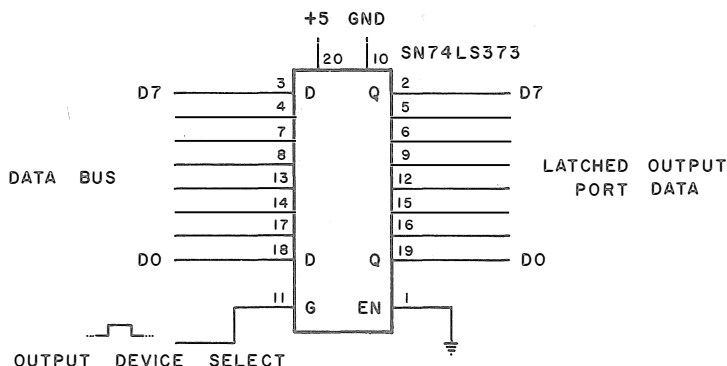 +5 GND
20 10 SN74LS373
D7 3 D Q 2 D7
4 5
7 6
8 9
DATA BUS 13 12 LATCHED OUTPUT
14 15 PORT DATA
17 16
D0 18 D Q 19 D0
11 G EN 1
OUTPUT DEVICE SELECT